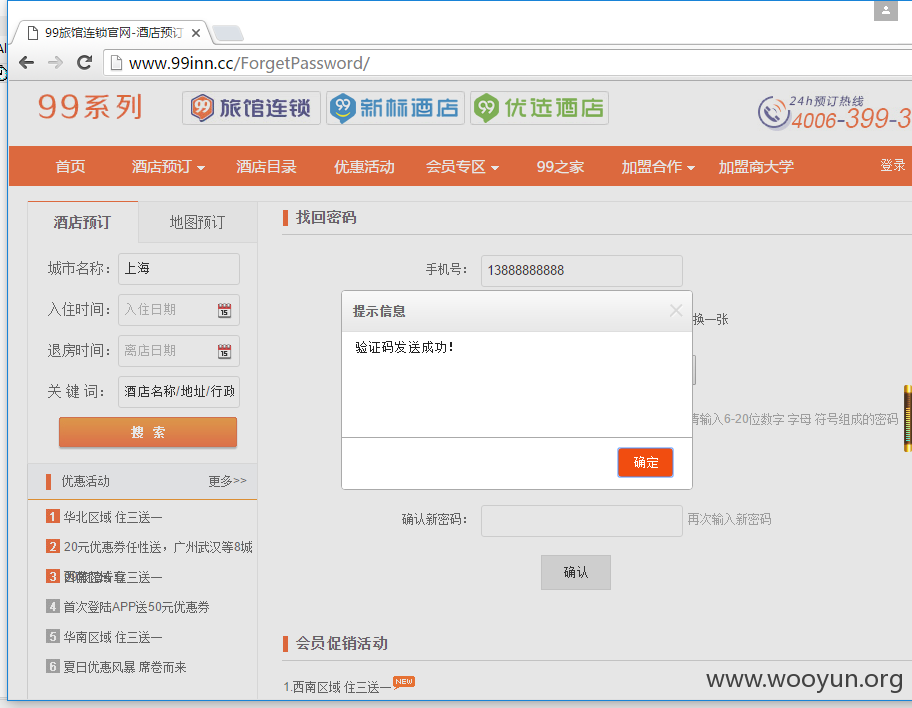 99旅馆连锁官网-酒店预订
www.99inn.cc/ForgetPassword/
99系列
99 旅馆连锁
99 新标酒店
99 优选酒店
24h预订热线
4006-399-3
首页 酒店预订 酒店目录 优惠活动 会员专区 99之家 加盟合作 加盟商大学 登录
酒店预订 地图预订
城市名称： 上海
入住时间： 入住日期
退房时间： 离店日期
关 键 词： 酒店名称/地址/行政
搜 索
优惠活动 更多>>
1 华北区域 住三送一
2 20元优惠券任性送，广州武汉等8城
3 住三送一
4 首次登陆APP送50元优惠券
5 华南区域 住三送一
6 夏日优惠风暴 席卷而来
找回密码
手机号： 13888888888
换一张
提示信息
验证码发送成功！
确定
请输入6-20位数字 字母 符号组成的密码
确认新密码： 再次输入新密码
确认
会员促销活动
1.西南区域 住三送一 NEW
www.wooyun.org